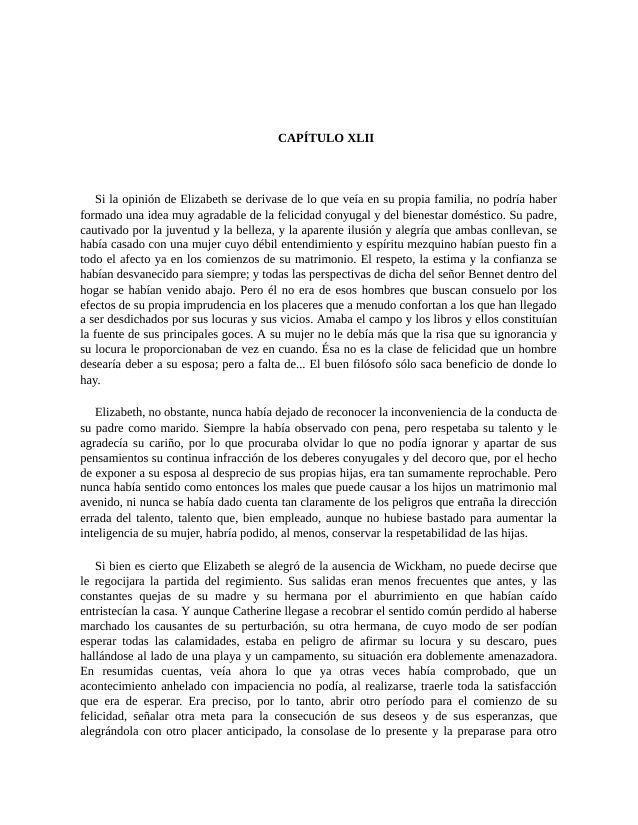 CAPÍTULO XLII
Si la opinión de Elizabeth se derivase de lo que veía en su propia familia, no podría haber
formado una idea muy agradable de la felicidad conyugal y del bienestar doméstico. Su padre,
cautivado por la juventud y la belleza, y la aparente ilusión y alegría que ambas conllevan, se
había casado con una mujer cuyo débil entendimiento y espíritu mezquino habían puesto fin a
todo el afecto ya en los comienzos de su matrimonio. El respeto, la estima y la confianza se
habían desvanecido para siempre; y todas las perspectivas de dicha del señor Bennet dentro del
hogar se habían venido abajo. Pero él no era de esos hombres que buscan consuelo por los
efectos de su propia imprudencia en los placeres que a menudo confortan a los que han llegado
a ser desdichados por sus locuras y sus vicios. Amaba el campo y los libros y ellos constituían
la fuente de sus principales goces. A su mujer no le debía más que la risa que su ignorancia y
su locura le proporcionaban de vez en cuando. Ésa no es la clase de felicidad que un hombre
desearía deber a su esposa; pero a falta de... El buen filósofo sólo saca beneficio de donde lo
hay.
Elizabeth, no obstante, nunca había dejado de reconocer la inconveniencia de la conducta de
su padre como marido. Siempre la había observado con pena, pero respetaba su talento y le
agradecía su cariño, por lo que procuraba olvidar lo que no podía ignorar y apartar de sus
pensamientos su continua infracción de los deberes conyugales y del decoro que, por el hecho
de exponer a su esposa al desprecio de sus propias hijas, era tan sumamente reprochable. Pero
nunca había sentido como entonces los males que puede causar a los hijos un matrimonio mal
avenido, ni nunca se había dado cuenta tan claramente de los peligros que entraña la dirección
errada del talento, talento que, bien empleado, aunque no hubiese bastado para aumentar la
inteligencia de su mujer, habría podido, al menos, conservar la respetabilidad de las hijas.
Si bien es cierto que Elizabeth se alegró de la ausencia de Wickham, no puede decirse que
le regocijara la partida del regimiento. Sus salidas eran menos frecuentes que antes, y las
constantes quejas de su madre y su hermana por el aburrimiento en que habían caído
entristecían la casa. Y aunque Catherine llegase a recobrar el sentido común perdido al haberse
marchado los causantes de su perturbación, su otra hermana, de cuyo modo de ser podían
esperar todas las calamidades, estaba en peligro de afirmar su locura y su descaro, pues
hallándose al lado de una playa y un campamento, su situación era doblemente amenazadora.
En resumidas cuentas, veía ahora lo que ya otras veces había comprobado, que un
acontecimiento anhelado con impaciencia no podía, al realizarse, traerle toda la satisfacción
que era de esperar. Era preciso, por lo tanto, abrir otro período para el comienzo de su
felicidad, señalar otra meta para la consecución de sus deseos y de sus esperanzas, que
alegrándola con otro placer anticipado, la consolase de lo presente y la preparase para otro